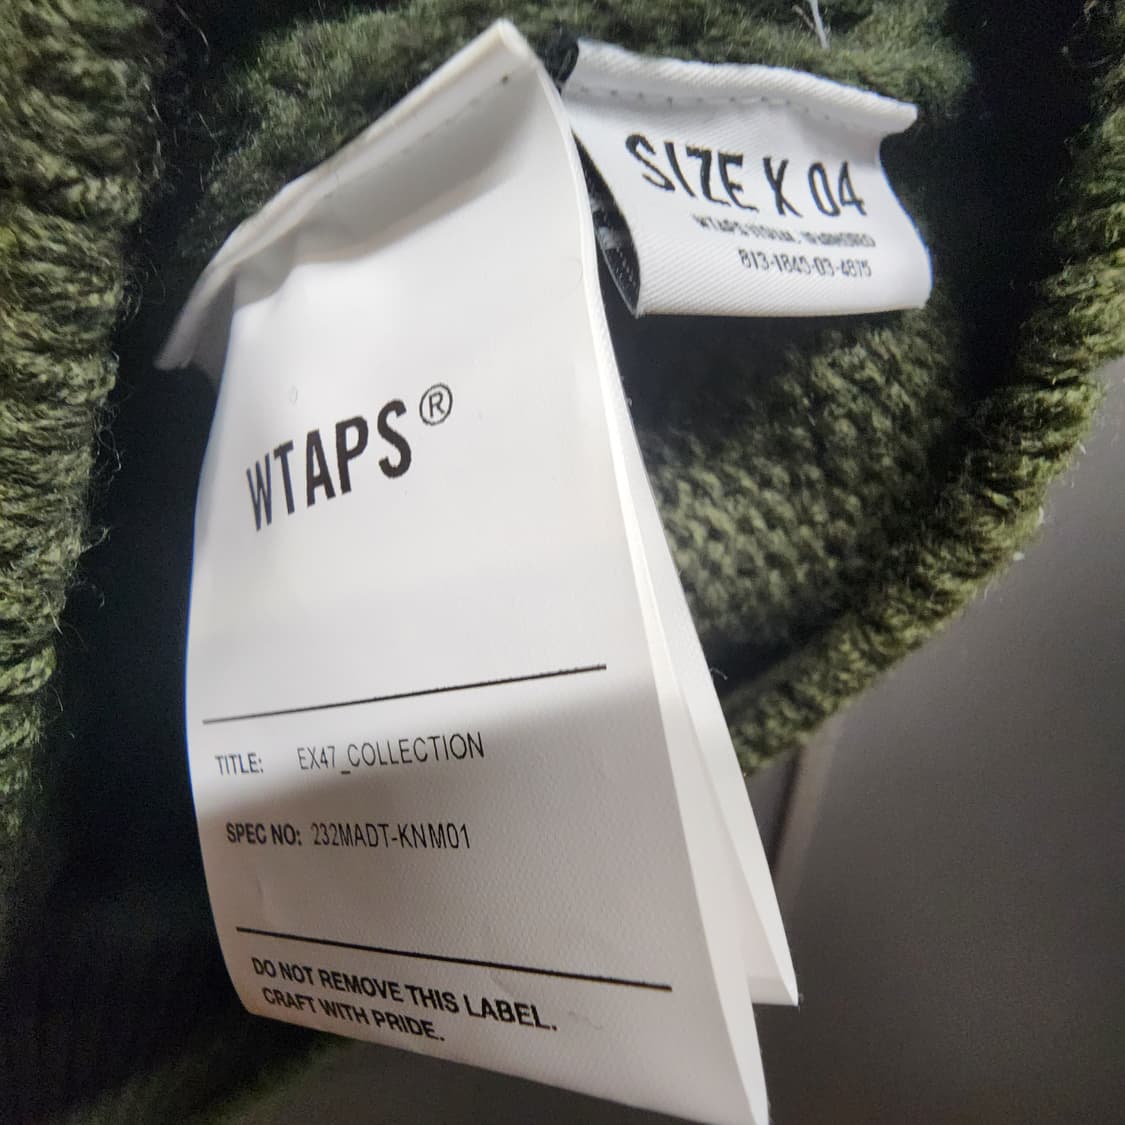 SIZE X 04
813-1845-03-4875
WTAPS®
TITLE: EX47_COLLECTION
SPEC NO: 232MADT-KNM01
DO NOT REMOVE THIS LABEL.
CRAFT WITH PRIDE.